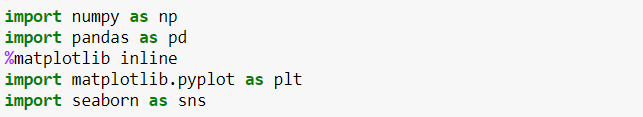 import numpy as np
import pandas as pd
%matplotlib inline
import matplotlib.pyplot as plt
import seaborn as sns